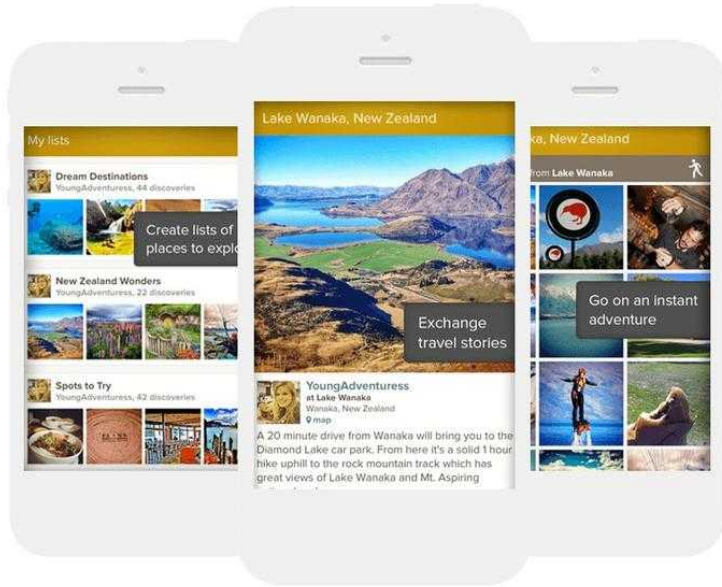 My lists
Dream Destinations
YoungAdventuress, 44 discoveries
Create lists of
places to explo
New Zealand Wonders
YoungAdventuress, 22 discoveries
Spots to Try
YoungAdventuress, 42 discoveries
Lake Wanaka, New Zealand
Exchange
travel stories
YoungAdventuress
at Lake Wanaka
Wanaka, New Zealand
map
A 20 minute drive from Wanaka will bring you to the
Diamond Lake car park. From here it's a solid 1 hour
hike uphill to the rock mountain track which has
great views of Lake Wanaka and Mt. Aspiring
ka, New Zealand
from Lake Wanaka
Go on an instant
adventure